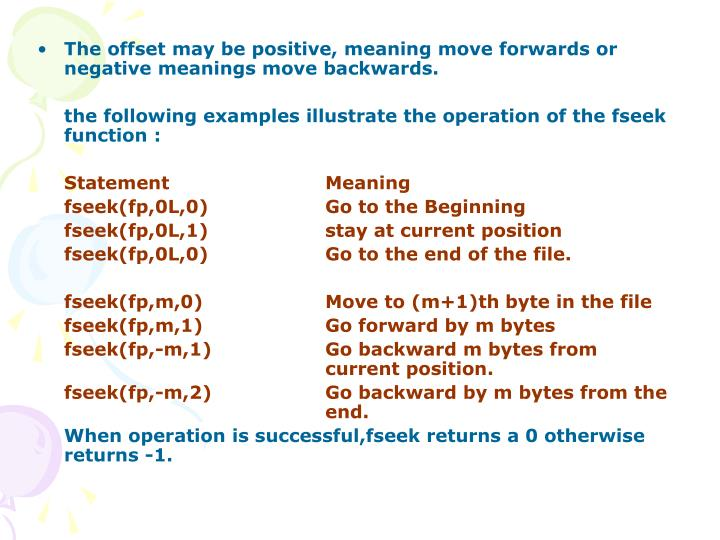 • The offset may be positive, meaning move forwards or
negative meanings move backwards.
the following examples illustrate the operation of the fseek
function :
Statement Meaning
fseek(fp,0L,0) Go to the Beginning
fseek(fp,0L,1) stay at current position
fseek(fp,0L,0) Go to the end of the file.
fseek(fp,m,0) Move to (m+1)th byte in the file
fseek(fp,m,1) Go forward by m bytes
fseek(fp,-m,1) Go backward m bytes from
current position.
fseek(fp,-m,2) Go backward by m bytes from the
end.
When operation is successful,fseek returns a 0 otherwise
returns -1.